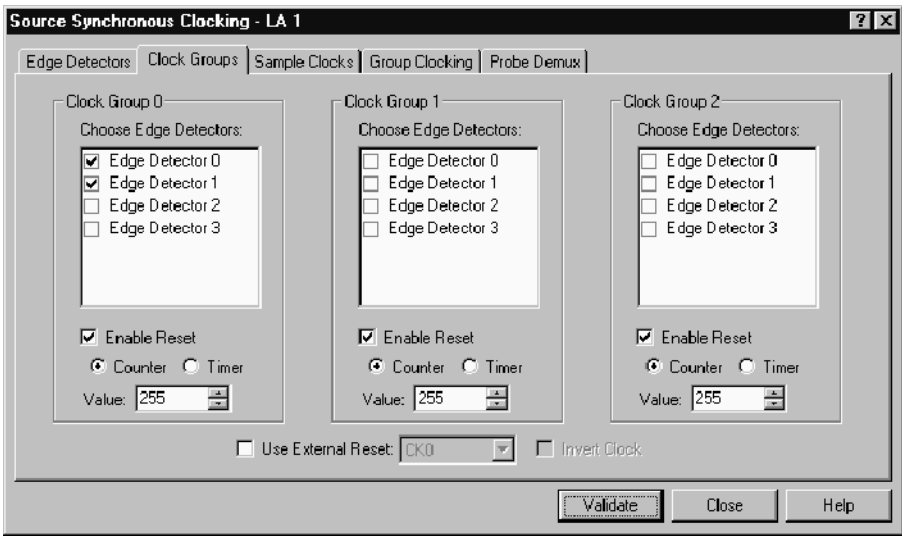 Source Synchronous Clocking - LA 1
Edge Detectors Clock Groups Sample Clocks Group Clocking Probe Demux
Clock Group 0
Choose Edge Detectors:
Edge Detector 0
Edge Detector 1
Edge Detector 2
Edge Detector 3
Enable Reset
Counter Timer
Value: 255
Clock Group 1
Choose Edge Detectors:
Edge Detector 0
Edge Detector 1
Edge Detector 2
Edge Detector 3
Enable Reset
Counter Timer
Value: 255
Clock Group 2
Choose Edge Detectors:
Edge Detector 0
Edge Detector 1
Edge Detector 2
Edge Detector 3
Enable Reset
Counter Timer
Value: 255
Use External Reset: CK0 Invert Clock
Validate Close Help